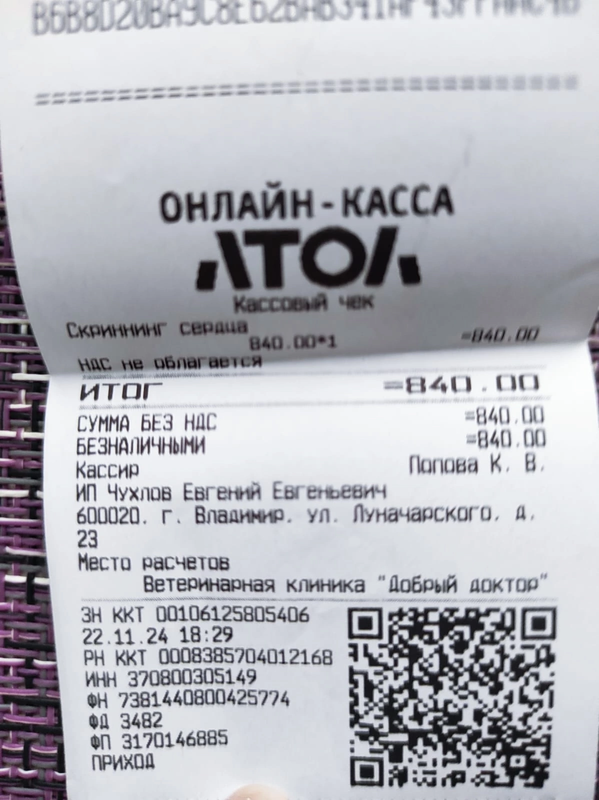 ОНЛАЙН-КАССА
АТОЛ
Кассовый чек
Скриннинг сердца
840.00*1 =840.00
НДС не облагается
ИТОГ =840.00
СУММА БЕЗ НДС =840.00
БЕЗНАЛИЧНЫМИ =840.00
Кассир Попова К. В.
ИП Чухлов Евгений Евгеньевич
600020. г. Владимир. ул. Луначарского. д.
23
Место расчетов
Ветеринарная клиника "Добрый доктор"
ЗН ККТ 00106125805406
22.11.24 18:29
РН ККТ 0008385704012168
ИНН 370800305149
ФН 7381440800425774
ФД 3482
ФП 3170146885
ПРИХОД